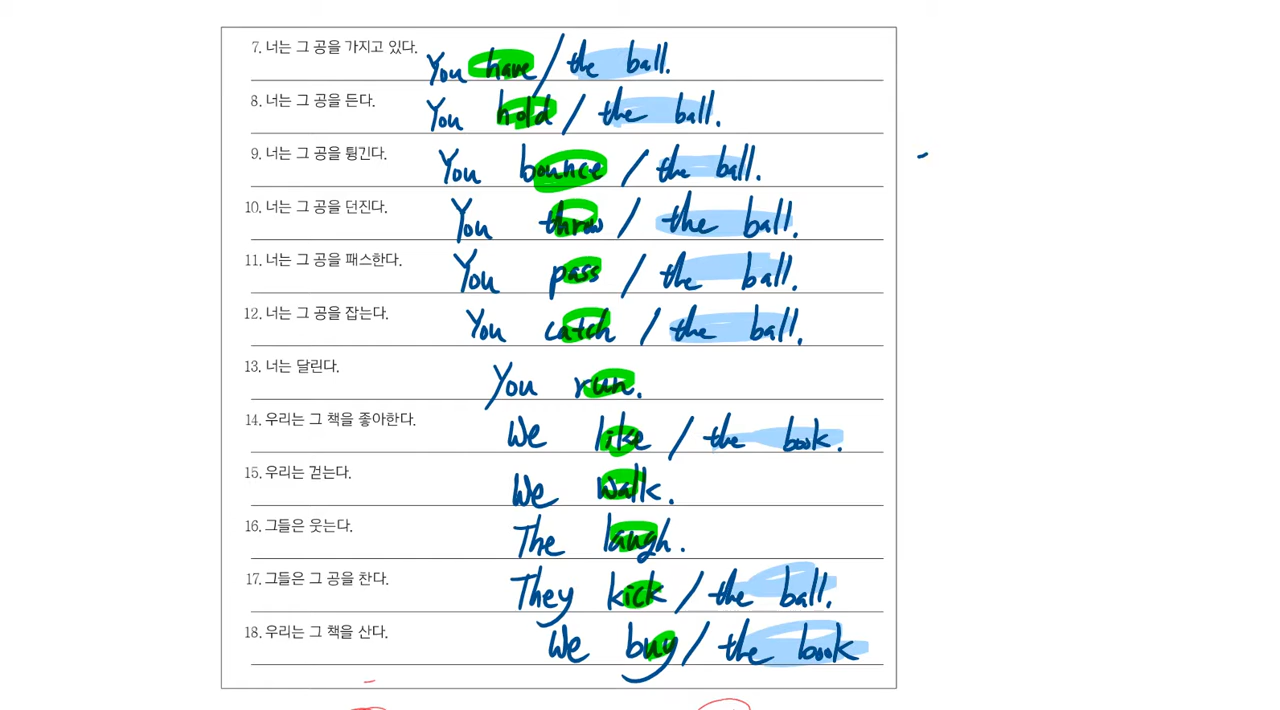 7. 너는 그 공을 가지고 있다.
You have / the ball.
8. 너는 그 공을 든다.
You hold / the ball.
9. 너는 그 공을 튕긴다.
You bounce / the ball.
10. 너는 그 공을 던진다.
You throw / the ball.
11. 너는 그 공을 패스한다.
You pass / the ball.
12. 너는 그 공을 잡는다.
You catch / the ball.
13. 너는 달린다.
You run.
14. 우리는 그 책을 좋아한다.
We like / the book.
15. 우리는 걷는다.
We walk.
16. 그들은 웃는다.
The laugh.
17. 그들은 그 공을 찬다.
They kick / the ball.
18. 우리는 그 책을 산다.
We buy / the book